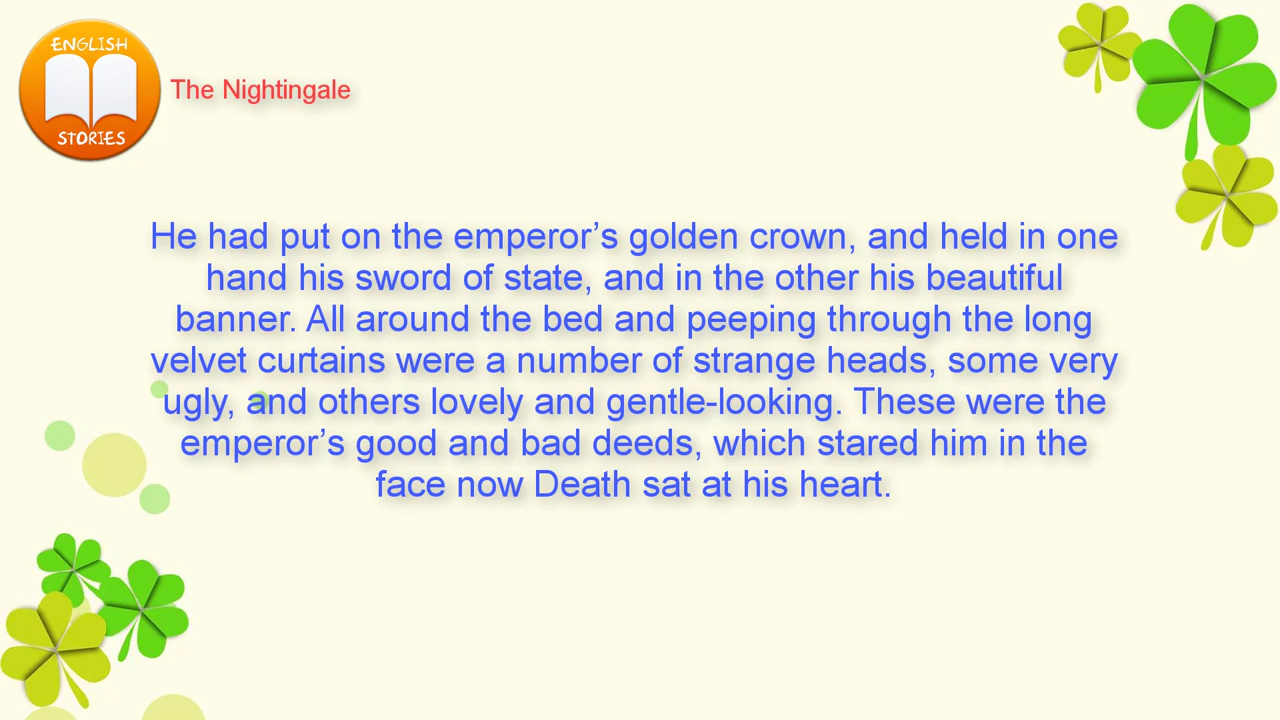 ENGLISH
STORIES
The Nightingale
He had put on the emperor’s golden crown, and held in one
hand his sword of state, and in the other his beautiful
banner. All around the bed and peeping through the long
velvet curtains were a number of strange heads, some very
ugly, and others lovely and gentle-looking. These were the
emperor’s good and bad deeds, which stared him in the
face now Death sat at his heart.